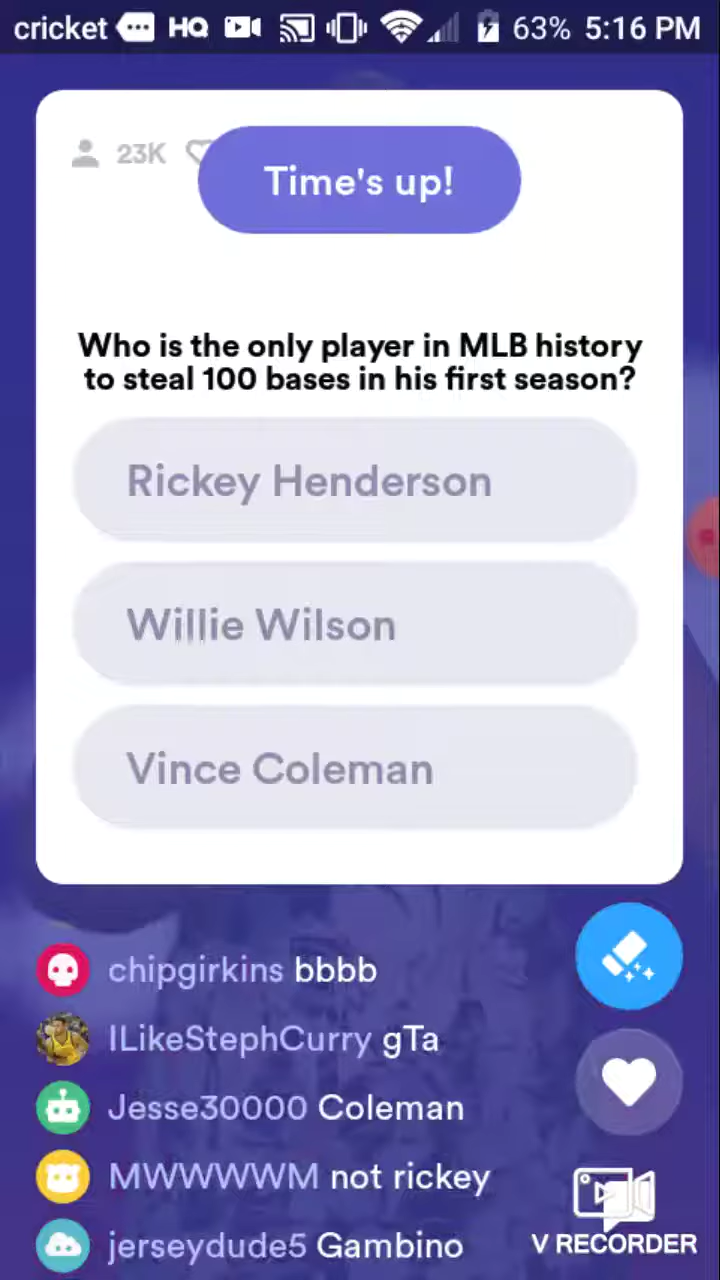 cricket HQ 63% 5:16 PM
23K
Time's up!
Who is the only player in MLB history
to steal 100 bases in his first season?
Rickey Henderson
Willie Wilson
Vince Coleman
chipgirkins bbbb
ILikeStephCurry gTa
Jesse30000 Coleman
MWWWWM not rickey
jerseydude5 Gambino
V RECORDER